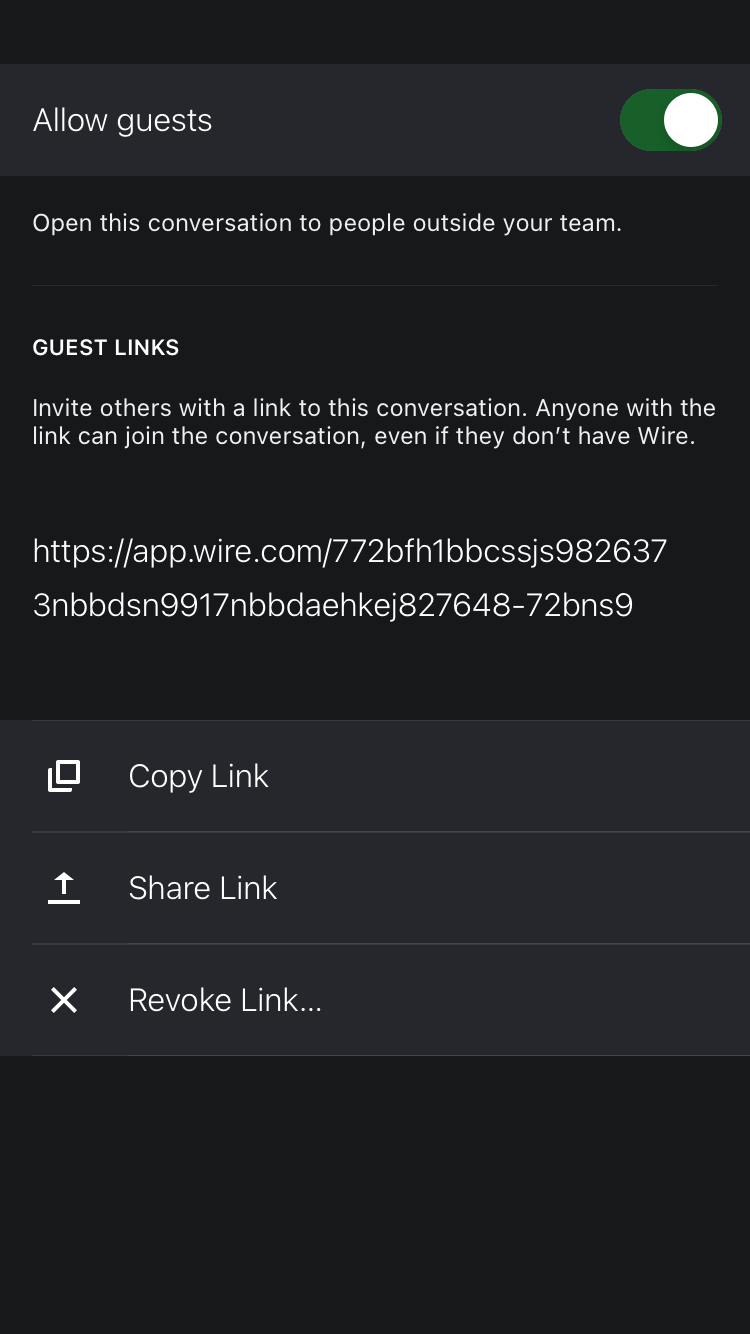 Allow guests
Open this conversation to people outside your team.
GUEST LINKS
Invite others with a link to this conversation. Anyone with the
link can join the conversation, even if they don’t have Wire.
https://app.wire.com/772bfh1bbcssjs982637
3nbbdsn9917nbbdaehkej827648-72bns9
Copy Link
Share Link
Revoke Link...